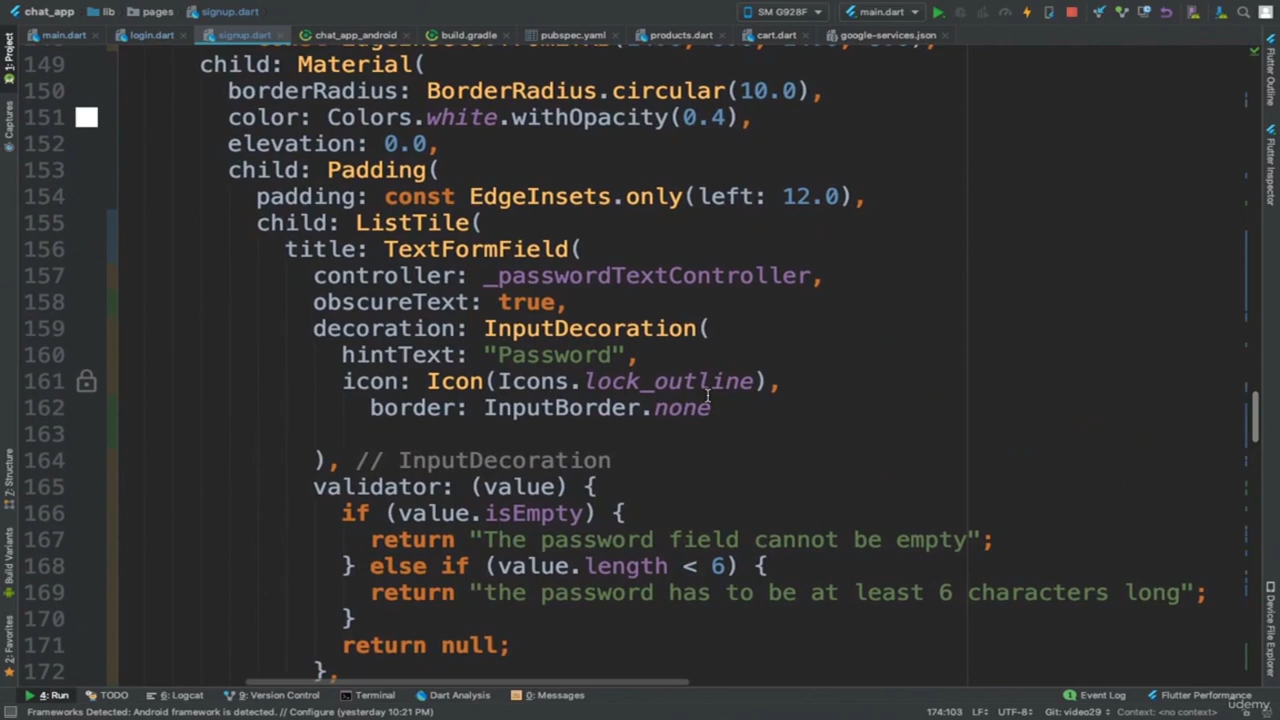 chat_app lib pages signup.dart SM G928F main.dart
main.dart login.dart signup.dart chat_app_android build.gradle pubspec.yaml products.dart cart.dart google-services.json
149 child: Material(
150 borderRadius: BorderRadius.circular(10.0),
151 color: Colors.white.withOpacity(0.4),
152 elevation: 0.0,
153 child: Padding(
154 padding: const EdgeInsets.only(left: 12.0),
155 child: ListTile(
156 title: TextFormField(
157 controller: _passwordTextController,
158 obscureText: true,
159 decoration: InputDecoration(
160 hintText: "Password",
161 icon: Icon(Icons.lock_outline),
162 border: InputBorder.none
163
164 ), // InputDecoration
165 validator: (value) {
166 if (value.isEmpty) {
167 return "The password field cannot be empty";
168 } else if (value.length < 6) {
169 return "the password has to be at least 6 characters long";
170 }
171 return null;
172 },
1: Project
Captures
7: Structure
Build Variants
2: Favorites
Flutter Outline
Flutter Inspector
Device File Explorer
4: Run TODO 6: Logcat 9: Version Control Terminal Dart Analysis 0: Messages Event Log Flutter Performance
Frameworks Detected: Android framework is detected. // Configure (yesterday 10:21 PM) 174:103 LF÷ UTF-8÷ Git: video29 Context: <no context>
udemy